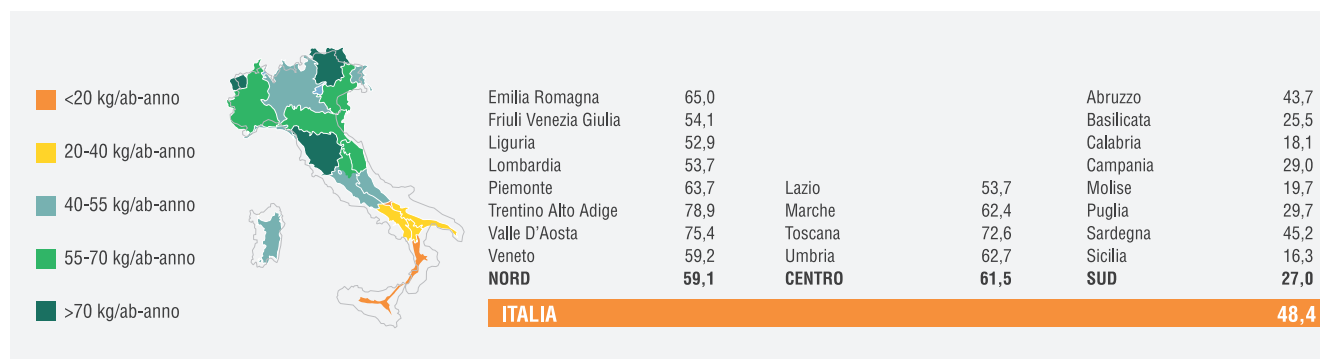 <20 kg/ab-anno
20-40 kg/ab-anno
40-55 kg/ab-anno
55-70 kg/ab-anno
>70 kg/ab-anno
Emilia Romagna 65,0
Friuli Venezia Giulia 54,1
Liguria 52,9
Lombardia 53,7
Piemonte 63,7
Trentino Alto Adige 78,9
Valle D'Aosta 75,4
Veneto 59,2
NORD 59,1
Lazio 53,7
Marche 62,4
Toscana 72,6
Umbria 62,7
CENTRO 61,5
Abruzzo 43,7
Basilicata 25,5
Calabria 18,1
Campania 29,0
Molise 19,7
Puglia 29,7
Sardegna 45,2
Sicilia 16,3
SUD 27,0
ITALIA 48,4